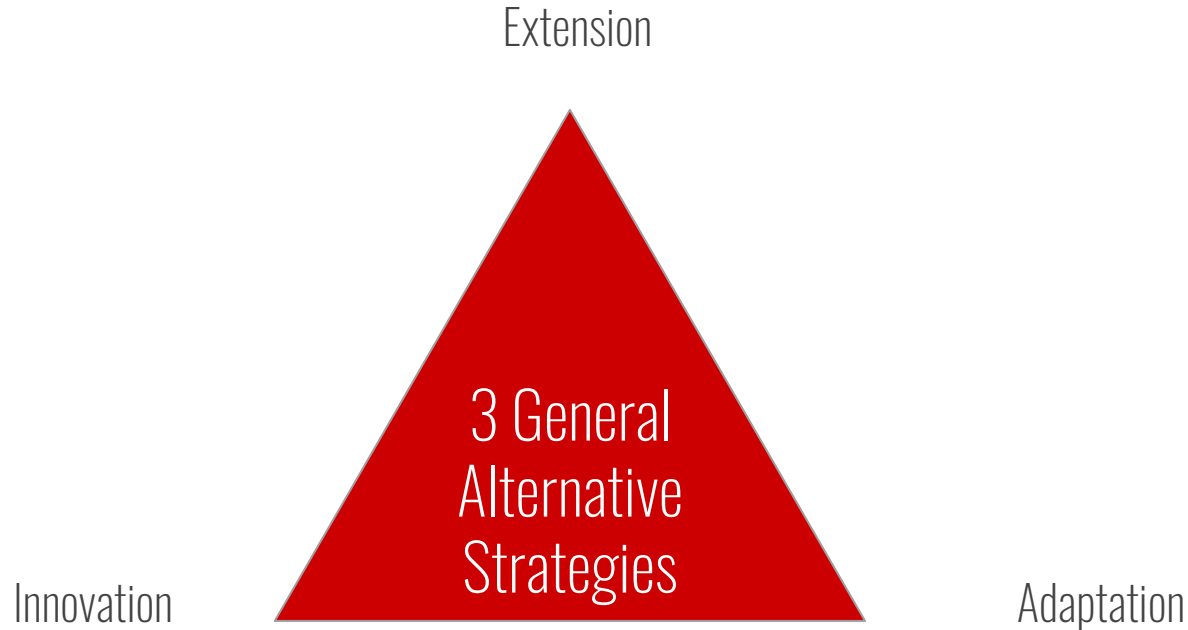 Extension
3 General
Alternative
Strategies
Innovation
Adaptation